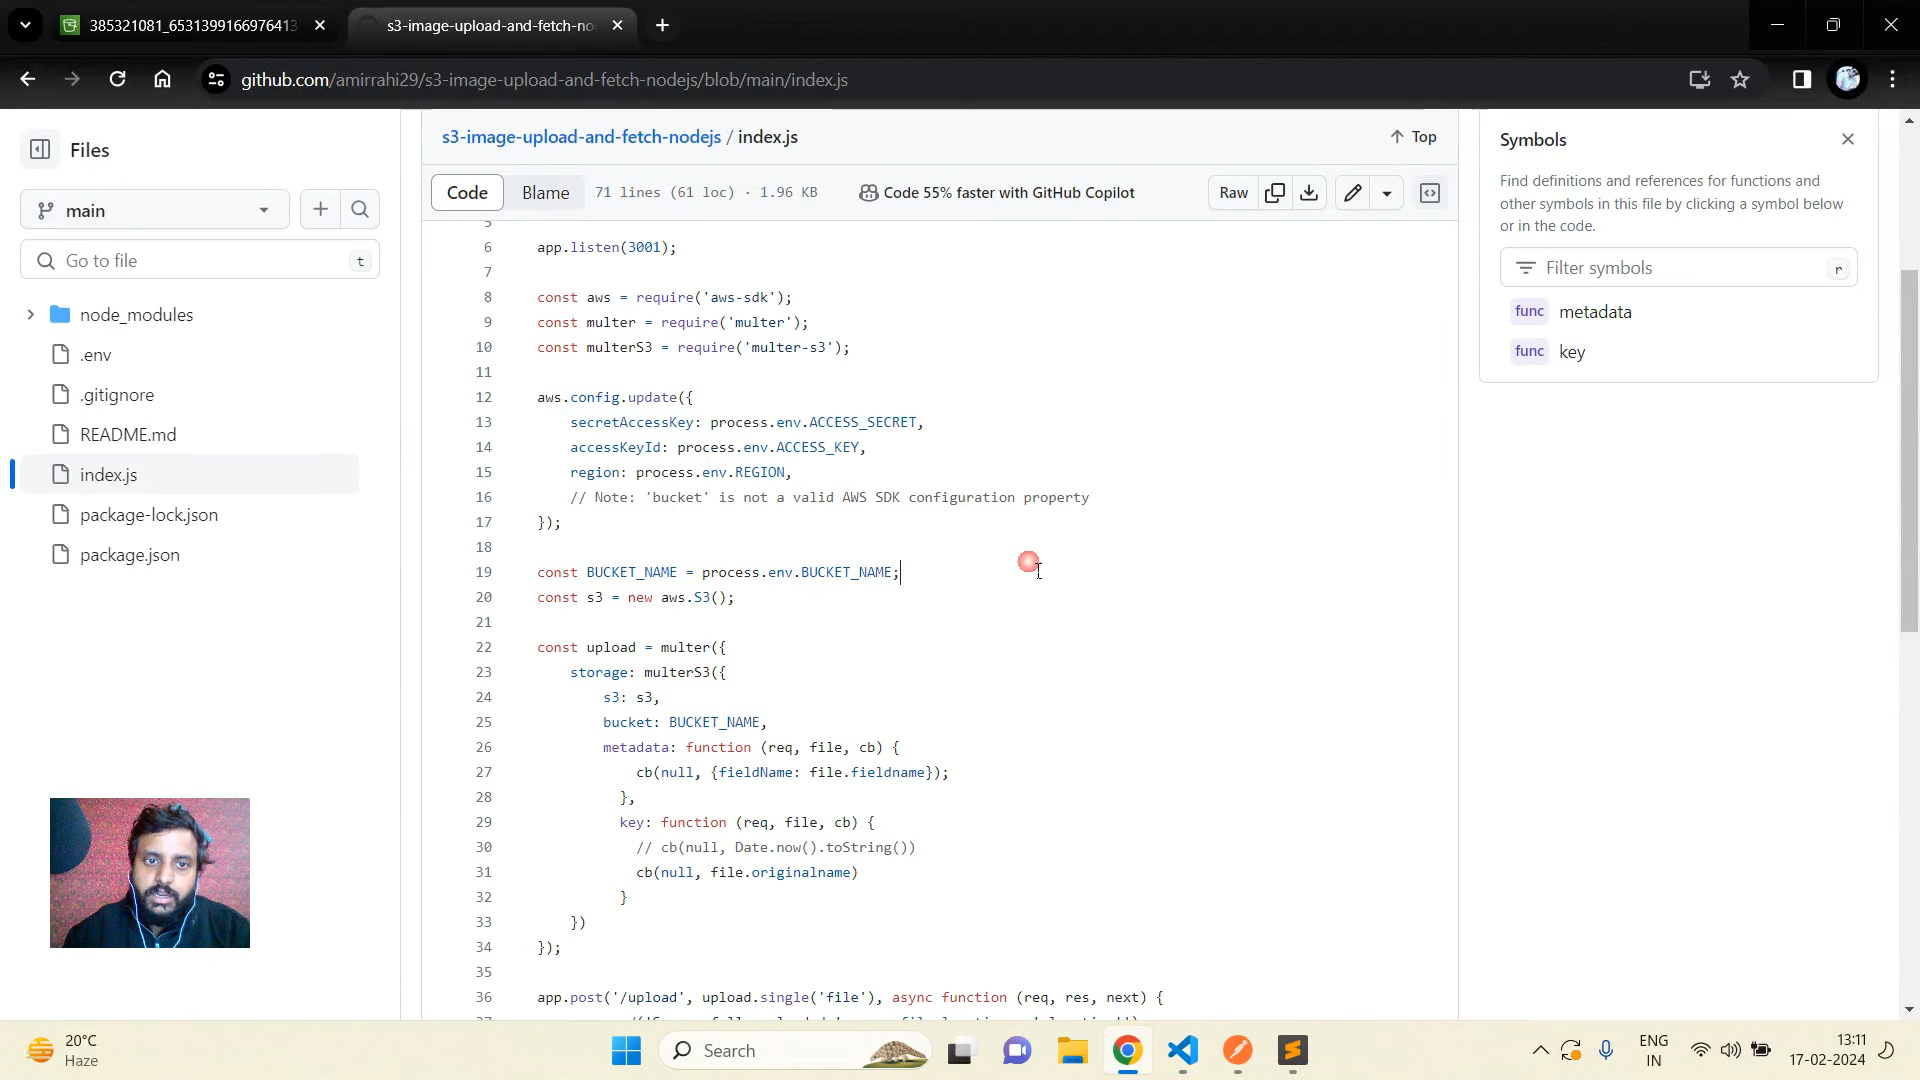 385321081_6531399166976413
s3-image-upload-and-fetch-no
github.com/amirrahi29/s3-image-upload-and-fetch-nodejs/blob/main/index.js
Files
main
Go to file
t
node_modules
.env
.gitignore
README.md
index.js
package-lock.json
package.json
s3-image-upload-and-fetch-nodejs / index.js
Top
Code
Blame
71 lines (61 loc) · 1.96 KB
Code 55% faster with GitHub Copilot
Raw
5
6 app.listen(3001);
7
8 const aws = require('aws-sdk');
9 const multer = require('multer');
10 const multerS3 = require('multer-s3');
11
12 aws.config.update({
13 secretAccessKey: process.env.ACCESS_SECRET,
14 accessKeyId: process.env.ACCESS_KEY,
15 region: process.env.REGION,
16 // Note: 'bucket' is not a valid AWS SDK configuration property
17 });
18
19 const BUCKET_NAME = process.env.BUCKET_NAME;
20 const s3 = new aws.S3();
21
22 const upload = multer({
23 storage: multerS3({
24 s3: s3,
25 bucket: BUCKET_NAME,
26 metadata: function (req, file, cb) {
27 cb(null, {fieldName: file.fieldname});
28 },
29 key: function (req, file, cb) {
30 // cb(null, Date.now().toString())
31 cb(null, file.originalname)
32 }
33 })
34 });
35
36 app.post('/upload', upload.single('file'), async function (req, res, next) {
Symbols
Find definitions and references for functions and
other symbols in this file by clicking a symbol below
or in the code.
Filter symbols
r
func metadata
func key
20°C
Haze
Search
ENG
IN
13:11
17-02-2024